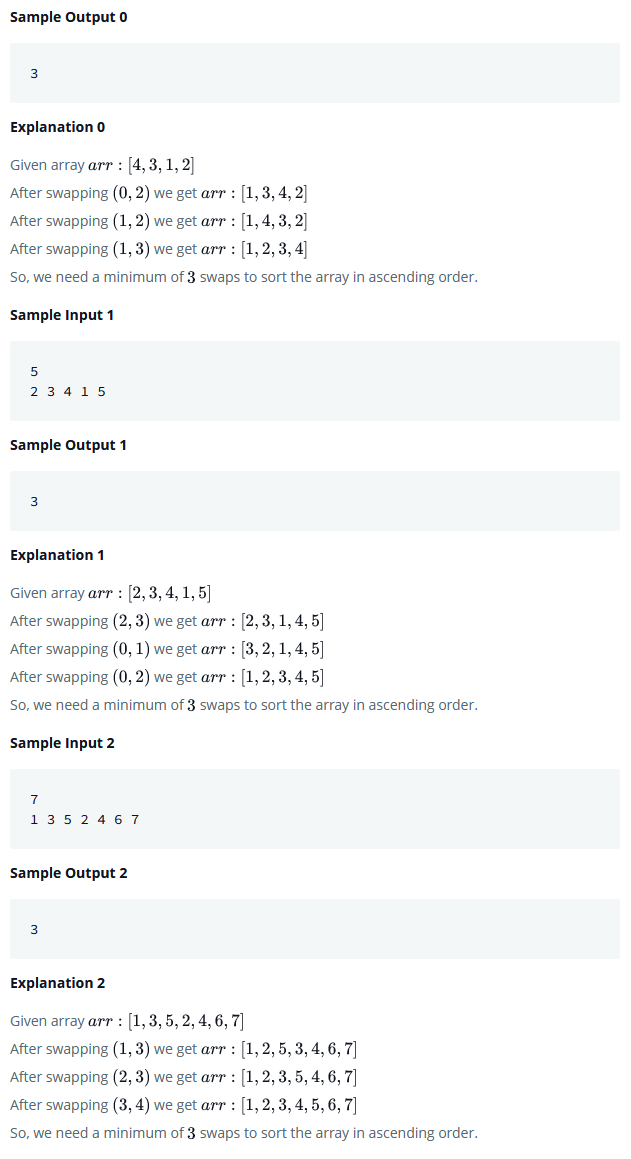 Sample Output 0
3
Explanation 0
Given array arr : [4, 3, 1, 2]
After swapping (0, 2) we get arr : [1, 3, 4, 2]
After swapping (1, 2) we get arr : [1, 4, 3, 2]
After swapping (1, 3) we get arr : [1, 2, 3, 4]
So, we need a minimum of 3 swaps to sort the array in ascending order.
Sample Input 1
5
2 3 4 1 5
Sample Output 1
3
Explanation 1
Given array arr : [2, 3, 4, 1, 5]
After swapping (2, 3) we get arr : [2, 3, 1, 4, 5]
After swapping (0, 1) we get arr : [3, 2, 1, 4, 5]
After swapping (0, 2) we get arr : [1, 2, 3, 4, 5]
So, we need a minimum of 3 swaps to sort the array in ascending order.
Sample Input 2
7
1 3 5 2 4 6 7
Sample Output 2
3
Explanation 2
Given array arr : [1, 3, 5, 2, 4, 6, 7]
After swapping (1, 3) we get arr : [1, 2, 5, 3, 4, 6, 7]
After swapping (2, 3) we get arr : [1, 2, 3, 5, 4, 6, 7]
After swapping (3, 4) we get arr : [1, 2, 3, 4, 5, 6, 7]
So, we need a minimum of 3 swaps to sort the array in ascending order.